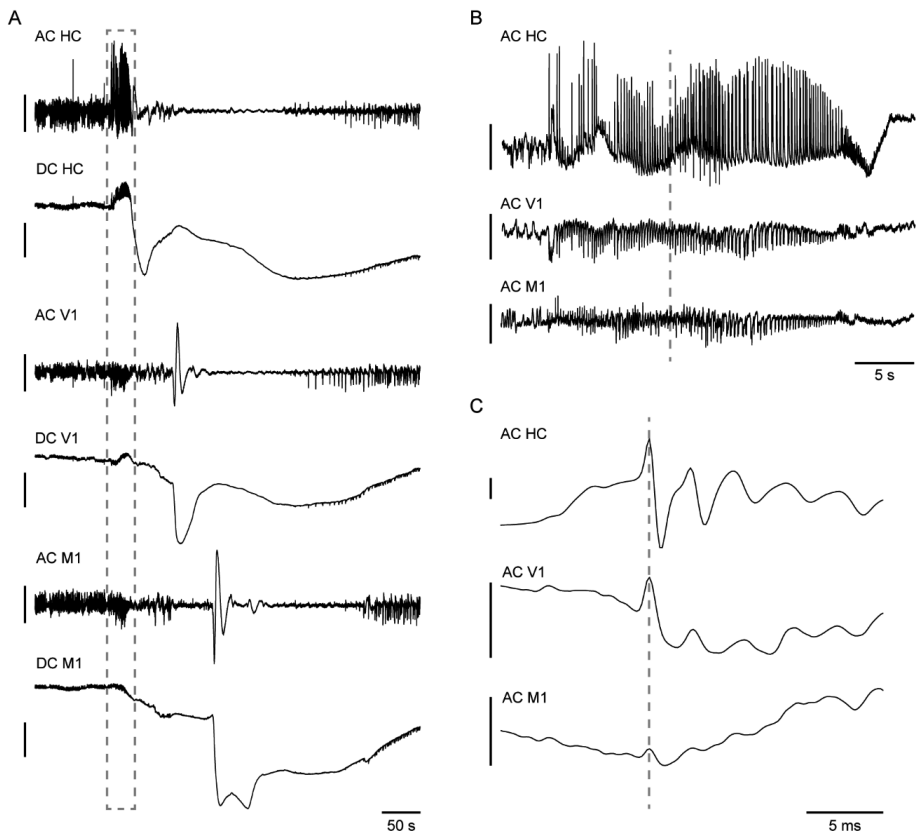 A
AC HC
DC HC
AC V1
DC V1
AC M1
DC M1
50 s
B
AC HC
AC V1
AC M1
5 s
C
AC HC
AC V1
AC M1
5 ms